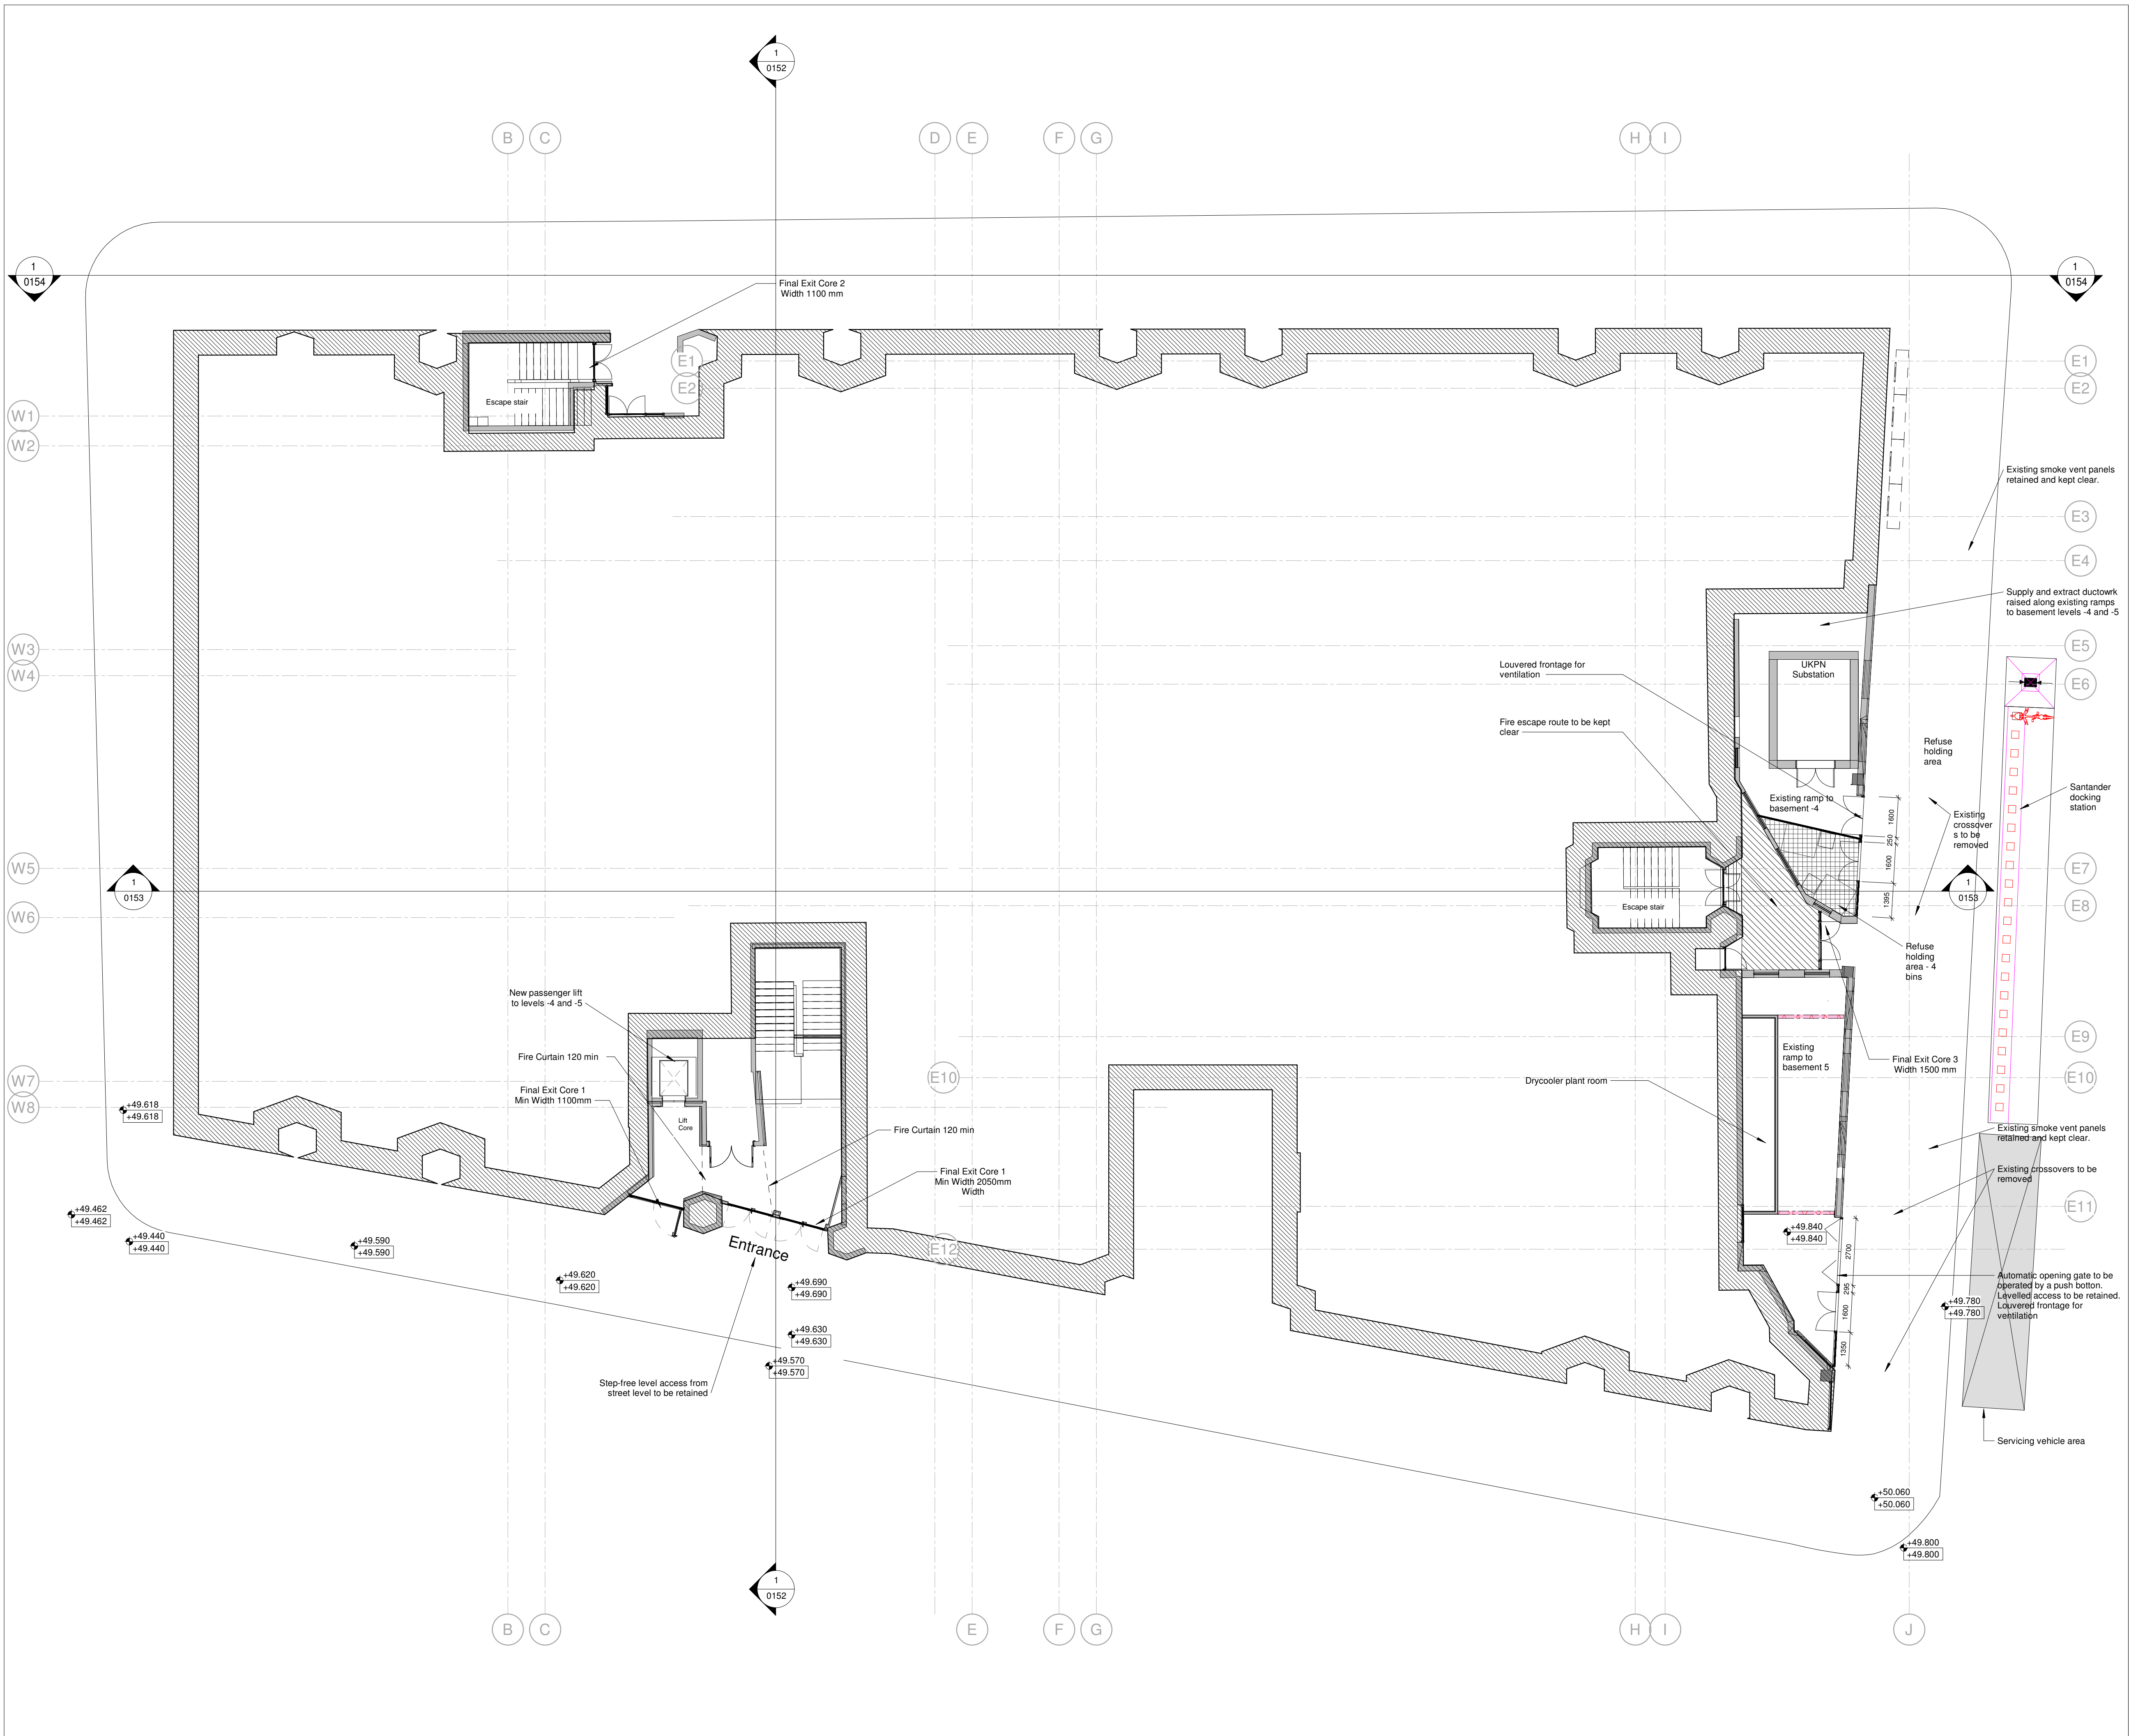 1
0152
B
C
D
E
F
G
H
I
1
0154
1
0154
Final Exit Core 2
Width 1100 mm
E1
E2
E1
E2
Escape stair
W1
W2
Existing smoke vent panels
retained and kept clear.
E3
E4
Supply and extract ductowrk
raised along existing ramps
to basement levels -4 and -5
W3
W4
E5
E6
Louvered frontage for
ventilation
UKPN
Substation
Fire escape route to be kept
clear
Refuse
holding
area
Santander
docking
station
Existing ramp to
basement -4
Existing
crossover
s to be
removed
1600
250
1600
1395
W5
E7
1
0153
1
0153
W6
E8
Escape stair
Refuse
holding
area - 4
bins
New passenger lift
to levels -4 and -5
E9
Fire Curtain 120 min
Existing
ramp to
basement 5
Final Exit Core 3
Width 1500 mm
W7
W8
E10
E10
Drycooler plant room
Final Exit Core 1
Min Width 1100mm
+49.618
+49.618
Lift
Core
Fire Curtain 120 min
Existing smoke vent panels
retained and kept clear.
Final Exit Core 1
Min Width 2050mm
Width
Existing crossovers to be
removed
E11
+49.462
+49.462
+49.440
+49.440
+49.590
+49.590
Entrance
E12
+49.840
+49.840
2700
295
1600
1350
+49.620
+49.620
+49.690
+49.690
Automatic opening gate to be
operated by a push botton.
Levelled access to be retained.
Louvered frontage for
ventilation
+49.780
+49.780
+49.630
+49.630
+49.570
+49.570
Step-free level access from
street level to be retained
Servicing vehicle area
+50.060
+50.060
+49.800
+49.800
1
0152
B
C
E
F
G
H
I
J